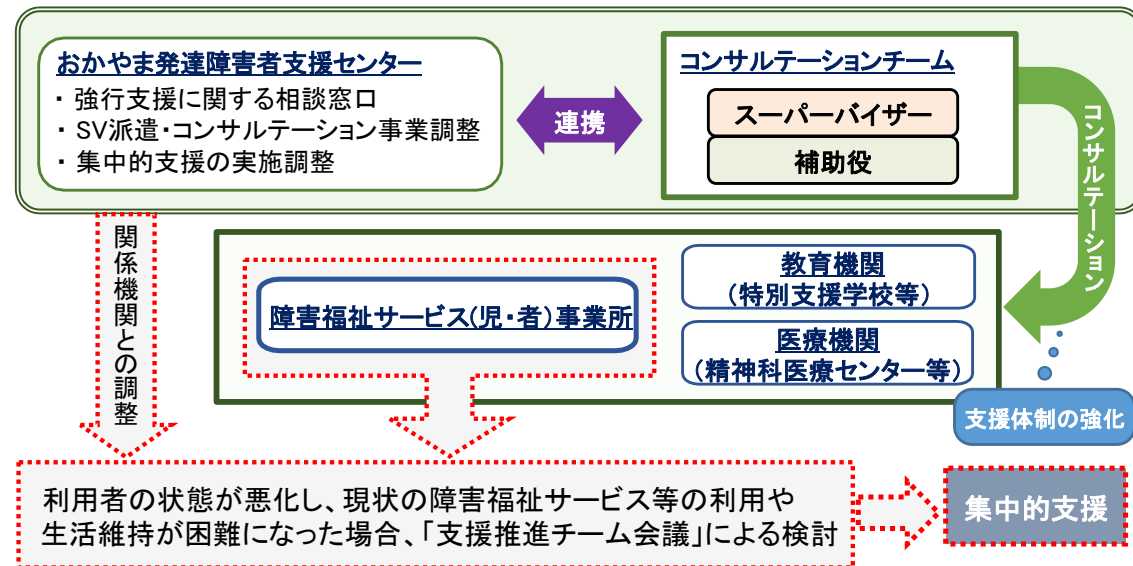 おかやま発達障害者支援センター
・ 強行支援に関する相談窓口
・ SV派遣・コンサルテーション事業調整
・ 集中的支援の実施調整
連携
コンサルテーションチーム
スーパーバイザー
補助役
コンサルテーション
関係機関との調整
障害福祉サービス(児・者)事業所
教育機関
(特別支援学校等)
医療機関
(精神科医療センター等)
支援体制の強化
利用者の状態が悪化し、現状の障害福祉サービス等の利用や
生活維持が困難になった場合、「支援推進チーム会議」による検討
集中的支援